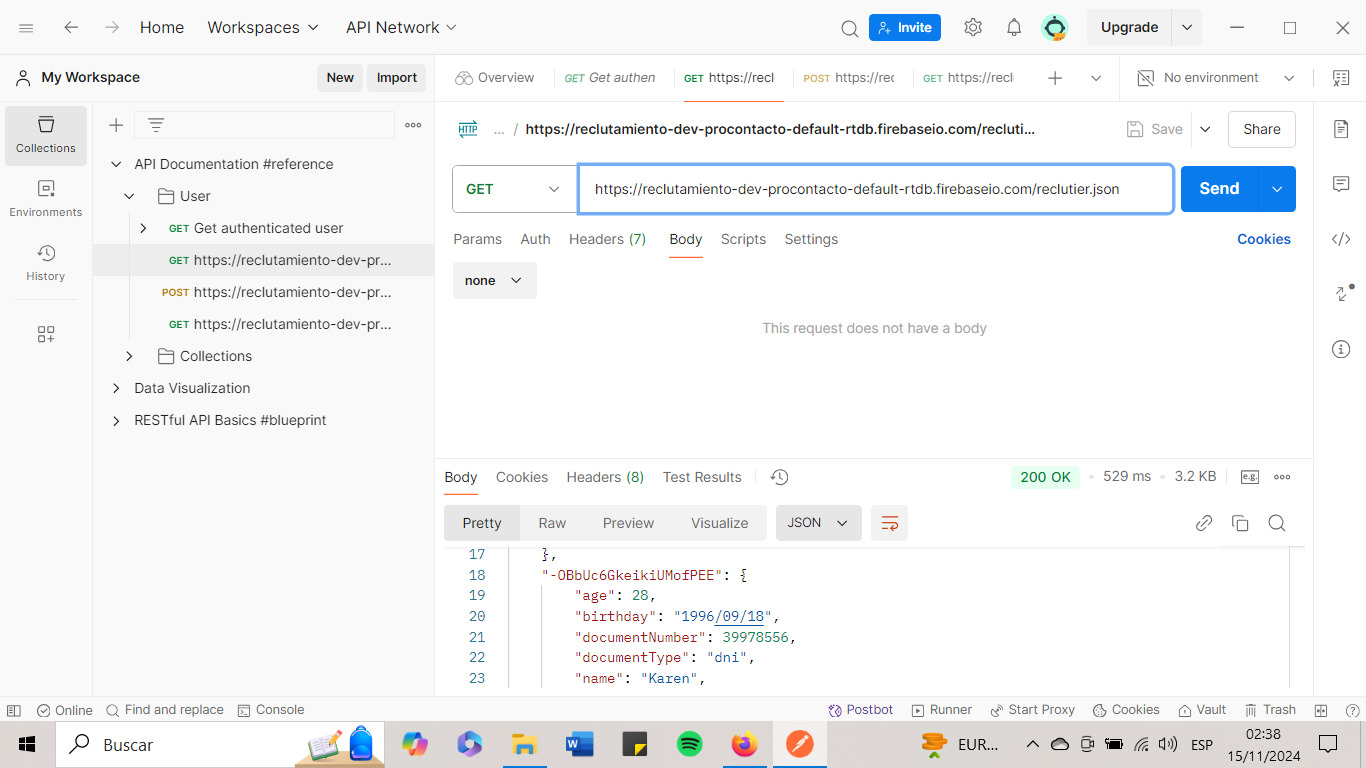 Home Workspaces API Network Invite Upgrade
My Workspace New Import Overview GET Get authen GET https://recl POST https://rec GET https://recl No environment
Collections
Environments
History
API Documentation #reference
User
GET Get authenticated user
GET https://reclutamiento-dev-pr...
POST https://reclutamiento-dev-pr...
GET https://reclutamiento-dev-pr...
Collections
Data Visualization
RESTful API Basics #blueprint
HTTP ... / https://reclutamiento-dev-procontacto-default-rtdb.firebaseio.com/recluti... Save Share
GET https://reclutamiento-dev-procontacto-default-rtdb.firebaseio.com/reclutier.json Send
Params Auth Headers (7) Body Scripts Settings Cookies
none
This request does not have a body
Body Cookies Headers (8) Test Results 200 OK 529 ms 3.2 KB e.g.
Pretty Raw Preview Visualize JSON
17 },
18 "-OBbUc6GkeikiUMofPEE": {
19 "age": 28,
20 "birthday": "1996/09/18",
21 "documentNumber": 39978556,
22 "documentType": "dni",
23 "name": "Karen",
Online Find and replace Console Postbot Runner Start Proxy Cookies Vault Trash
Buscar EUR... ESP 02:38
15/11/2024